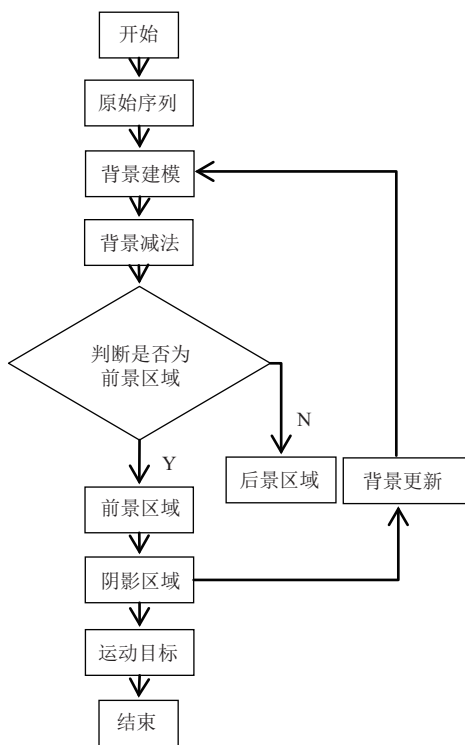 开始
原始序列
背景建模
背景减法
判断是否为
前景区域
N
Y
后景区域
背景更新
前景区域
阴影区域
运动目标
结束